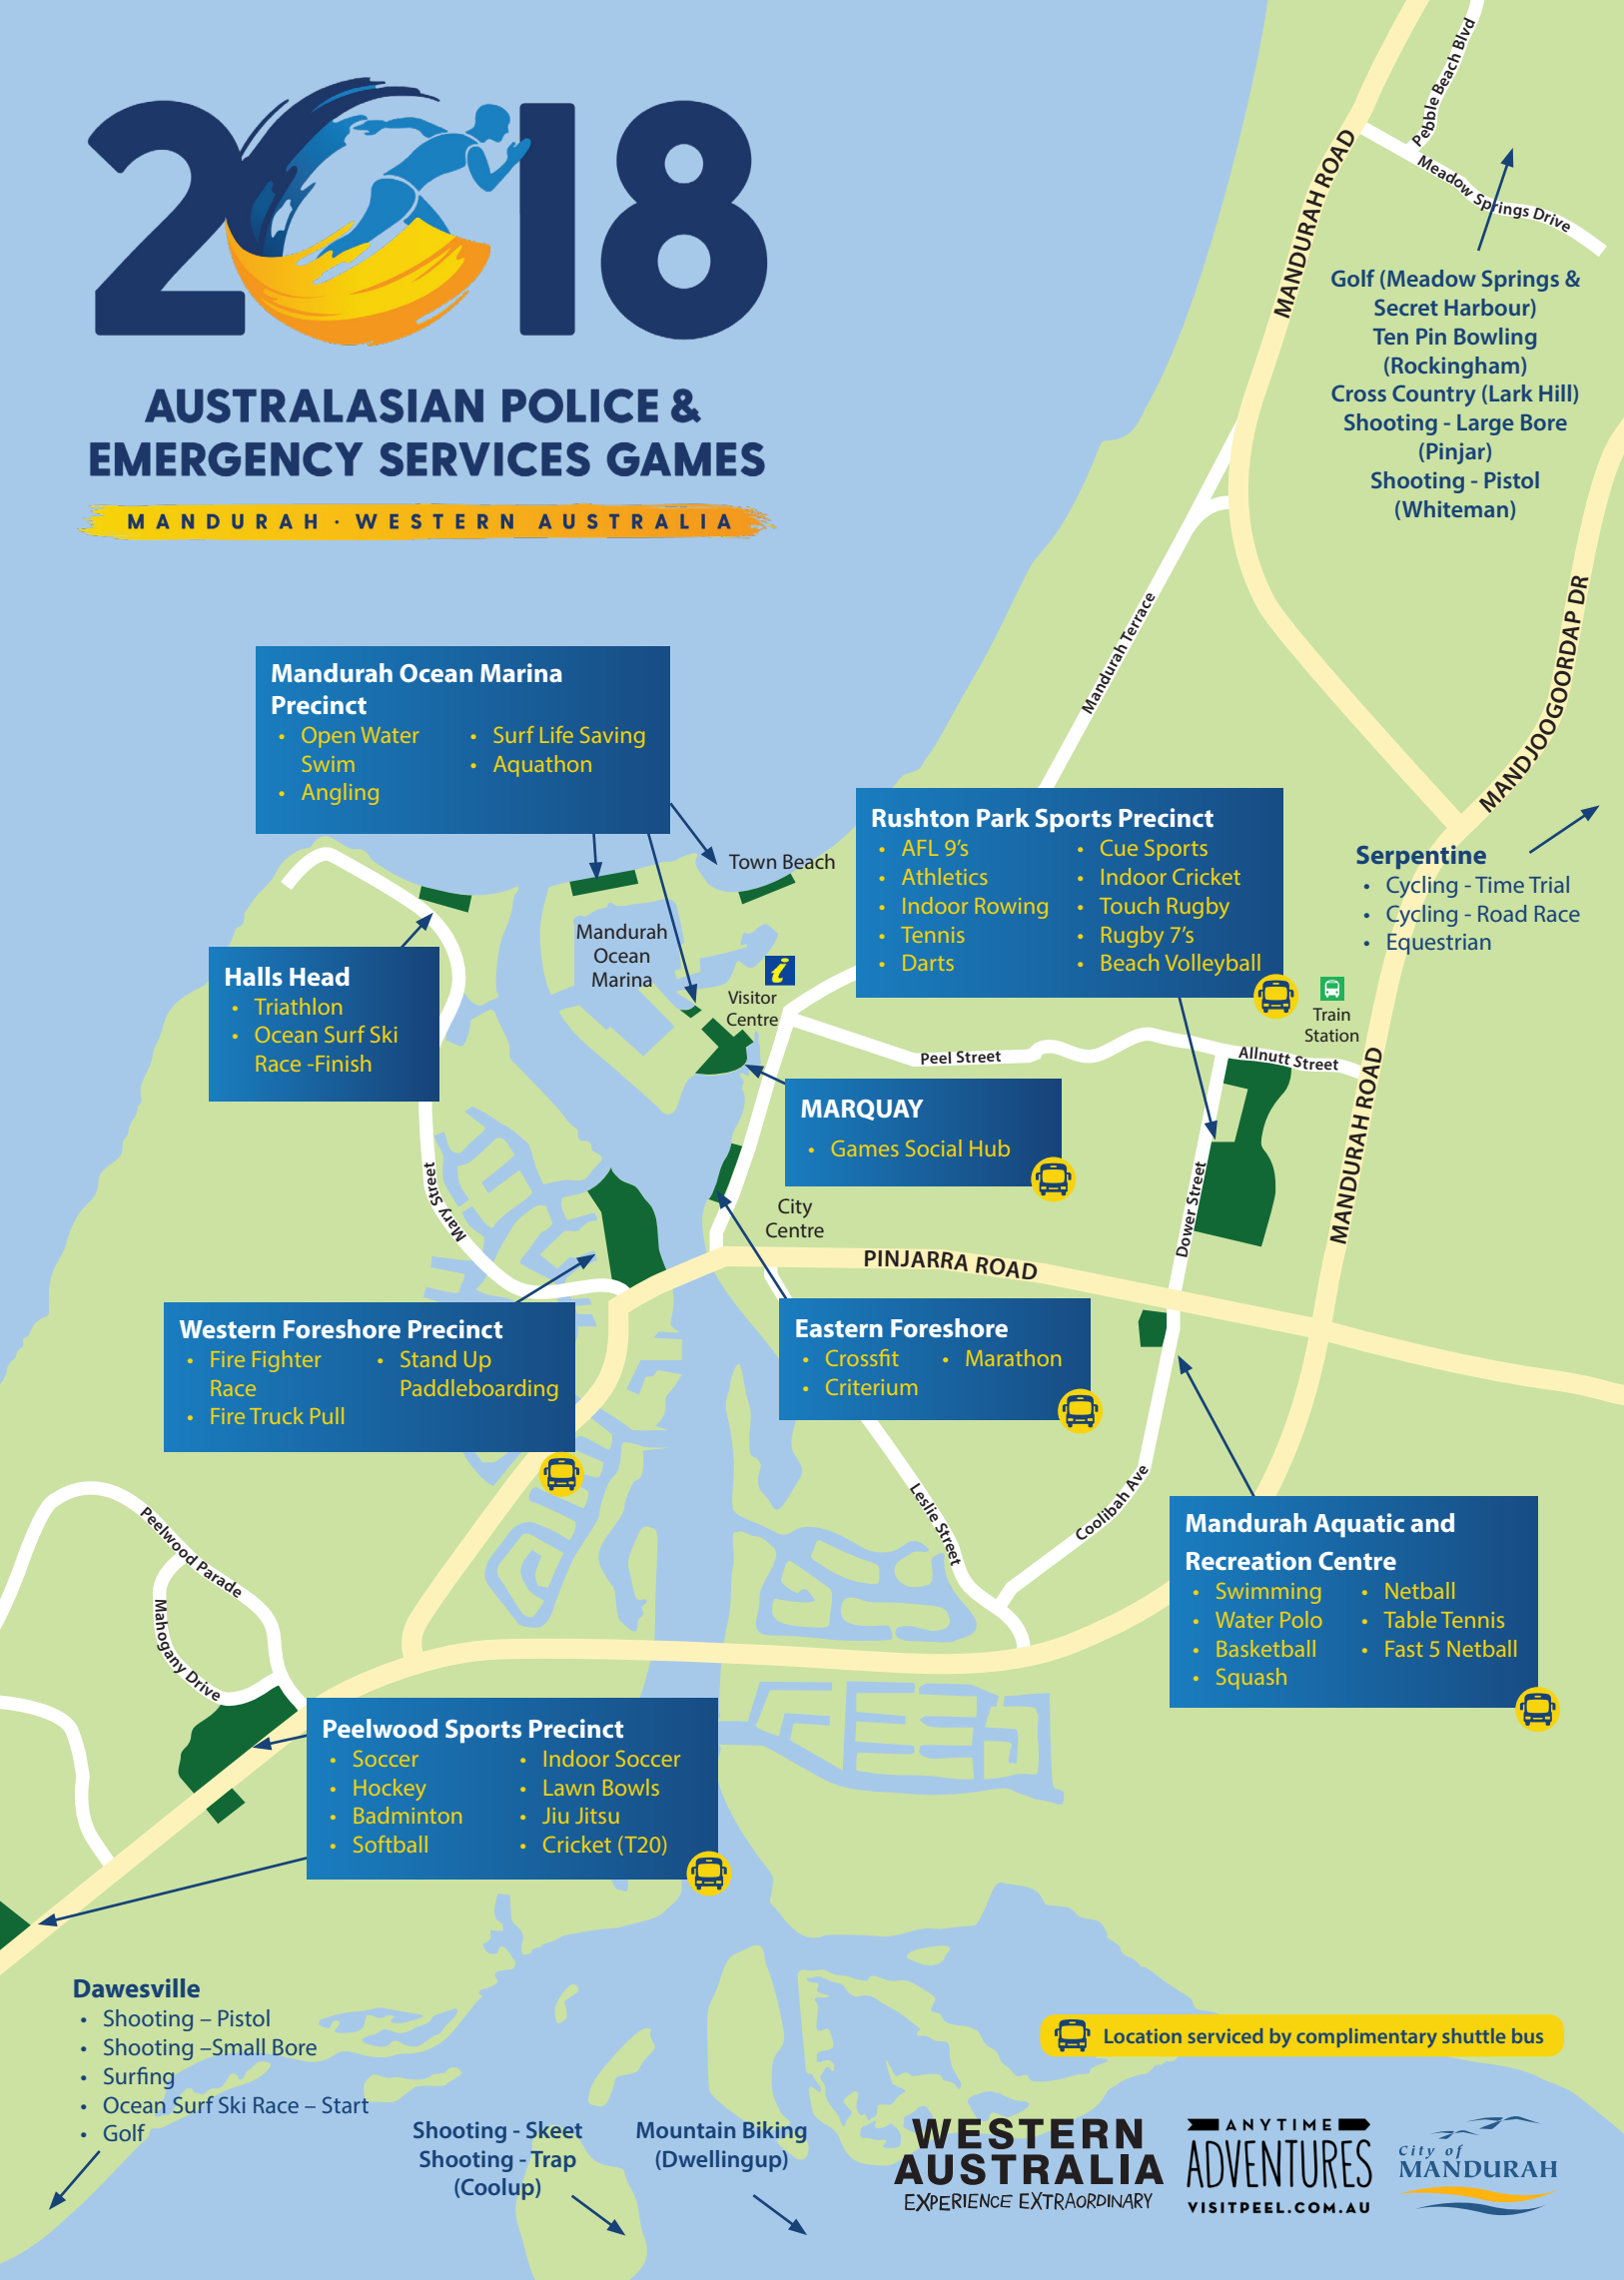 2018
AUSTRALASIAN POLICE &
EMERGENCY SERVICES GAMES
MANDURAH · WESTERN AUSTRALIA
Pebble Beach Blvd
Meadow Springs Drive
MANDURAH ROAD
Golf (Meadow Springs &
Secret Harbour)
Ten Pin Bowling
(Rockingham)
Cross Country (Lark Hill)
Shooting - Large Bore
(Pinjar)
Shooting - Pistol
(Whiteman)
Mandurah Terrace
MANDJOOGOORDAP DR
Mandurah Ocean Marina
Precinct
• Open Water
Swim
• Angling
• Surf Life Saving
• Aquathon
Town Beach
Mandurah
Ocean
Marina
i
Visitor
Centre
Rushton Park Sports Precinct
• AFL 9's
• Athletics
• Indoor Rowing
• Tennis
• Darts
• Cue Sports
• Indoor Cricket
• Touch Rugby
• Rugby 7's
• Beach Volleyball
Serpentine
• Cycling - Time Trial
• Cycling - Road Race
• Equestrian
Train
Station
Halls Head
• Triathlon
• Ocean Surf Ski
Race -Finish
Peel Street
Allnutt Street
MANDURAH ROAD
MARQUAY
• Games Social Hub
Mary Street
City
Centre
Dower Street
PINJARRA ROAD
Western Foreshore Precinct
• Fire Fighter
Race
• Fire Truck Pull
• Stand Up
Paddleboarding
Eastern Foreshore
• Crossfit
• Criterium
• Marathon
Leslie Street
Coolibah Ave
Mandurah Aquatic and
Recreation Centre
• Swimming
• Water Polo
• Basketball
• Squash
• Netball
• Table Tennis
• Fast 5 Netball
Peelwood Parade
Mahogany Drive
Peelwood Sports Precinct
• Soccer
• Hockey
• Badminton
• Softball
• Indoor Soccer
• Lawn Bowls
• Jiu Jitsu
• Cricket (T20)
Dawesville
• Shooting – Pistol
• Shooting –Small Bore
• Surfing
• Ocean Surf Ski Race – Start
• Golf
Shooting - Skeet
Shooting - Trap
(Coolup)
Mountain Biking
(Dwellingup)
Location serviced by complimentary shuttle bus
WESTERN
AUSTRALIA
EXPERIENCE EXTRAORDINARY
ANYTIME
ADVENTURES
VISITPEEL.COM.AU
City of
MANDURAH